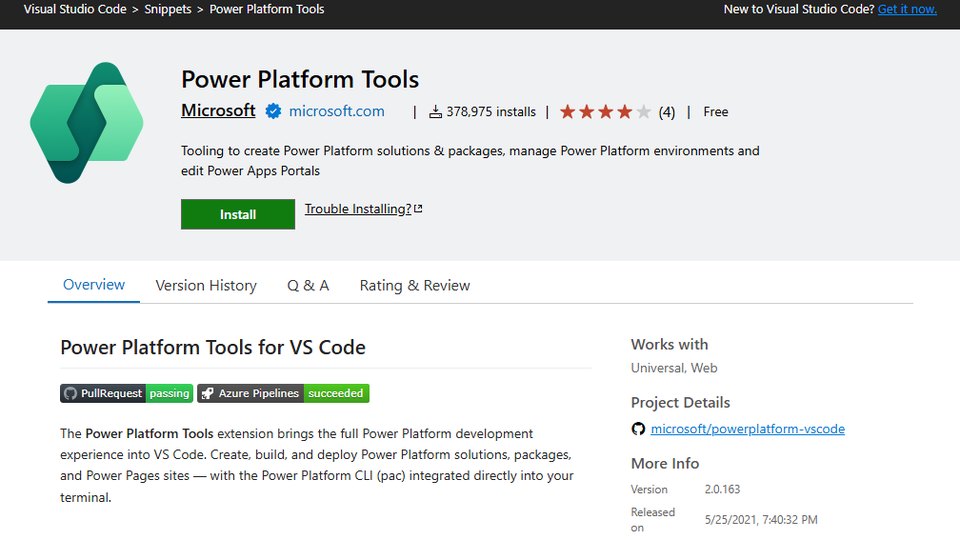 Visual Studio Code > Snippets > Power Platform Tools
New to Visual Studio Code? Get it now.
Power Platform Tools
Microsoft microsoft.com | 378,975 installs | (4) | Free
Tooling to create Power Platform solutions & packages, manage Power Platform environments and
edit Power Apps Portals
Install Trouble Installing?
Overview Version History Q & A Rating & Review
Power Platform Tools for VS Code
PullRequest passing Azure Pipelines succeeded
The Power Platform Tools extension brings the full Power Platform development
experience into VS Code. Create, build, and deploy Power Platform solutions, packages,
and Power Pages sites — with the Power Platform CLI (pac) integrated directly into your
terminal.
Works with
Universal, Web
Project Details
microsoft/powerplatform-vscode
More Info
Version 2.0.163
Released
on
5/25/2021, 7:40:32 PM